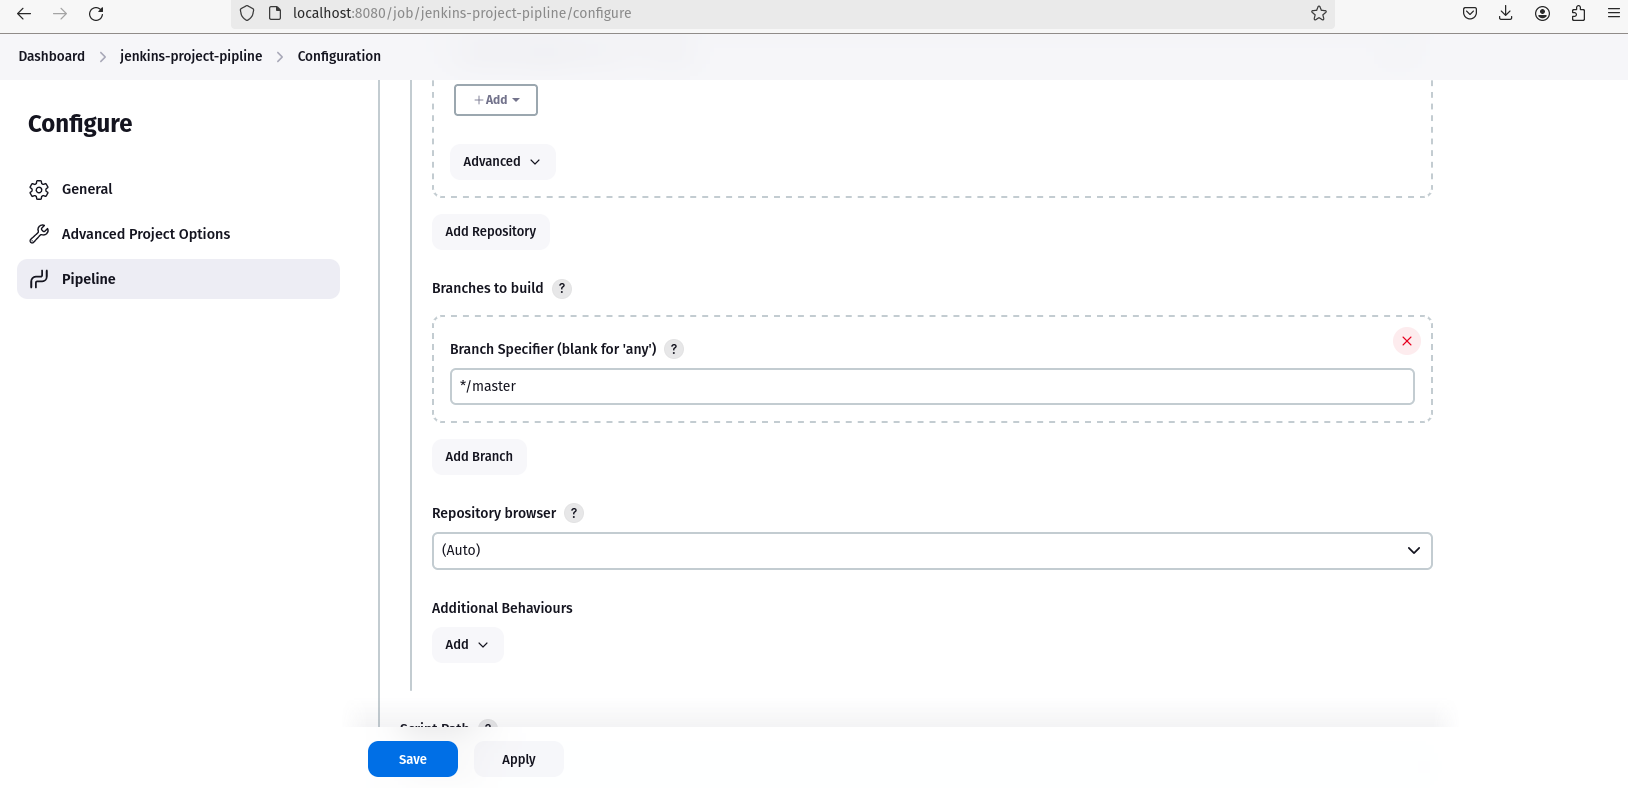 localhost:8080/job/jenkins-project-pipline/configure
Dashboard > jenkins-project-pipline > Configuration
Configure
General
Advanced Project Options
Pipeline
+ Add
Advanced
Add Repository
Branches to build ?
Branch Specifier (blank for 'any') ?
*/master
Add Branch
Repository browser ?
(Auto)
Additional Behaviours
Add
Script Path ?
Save Apply